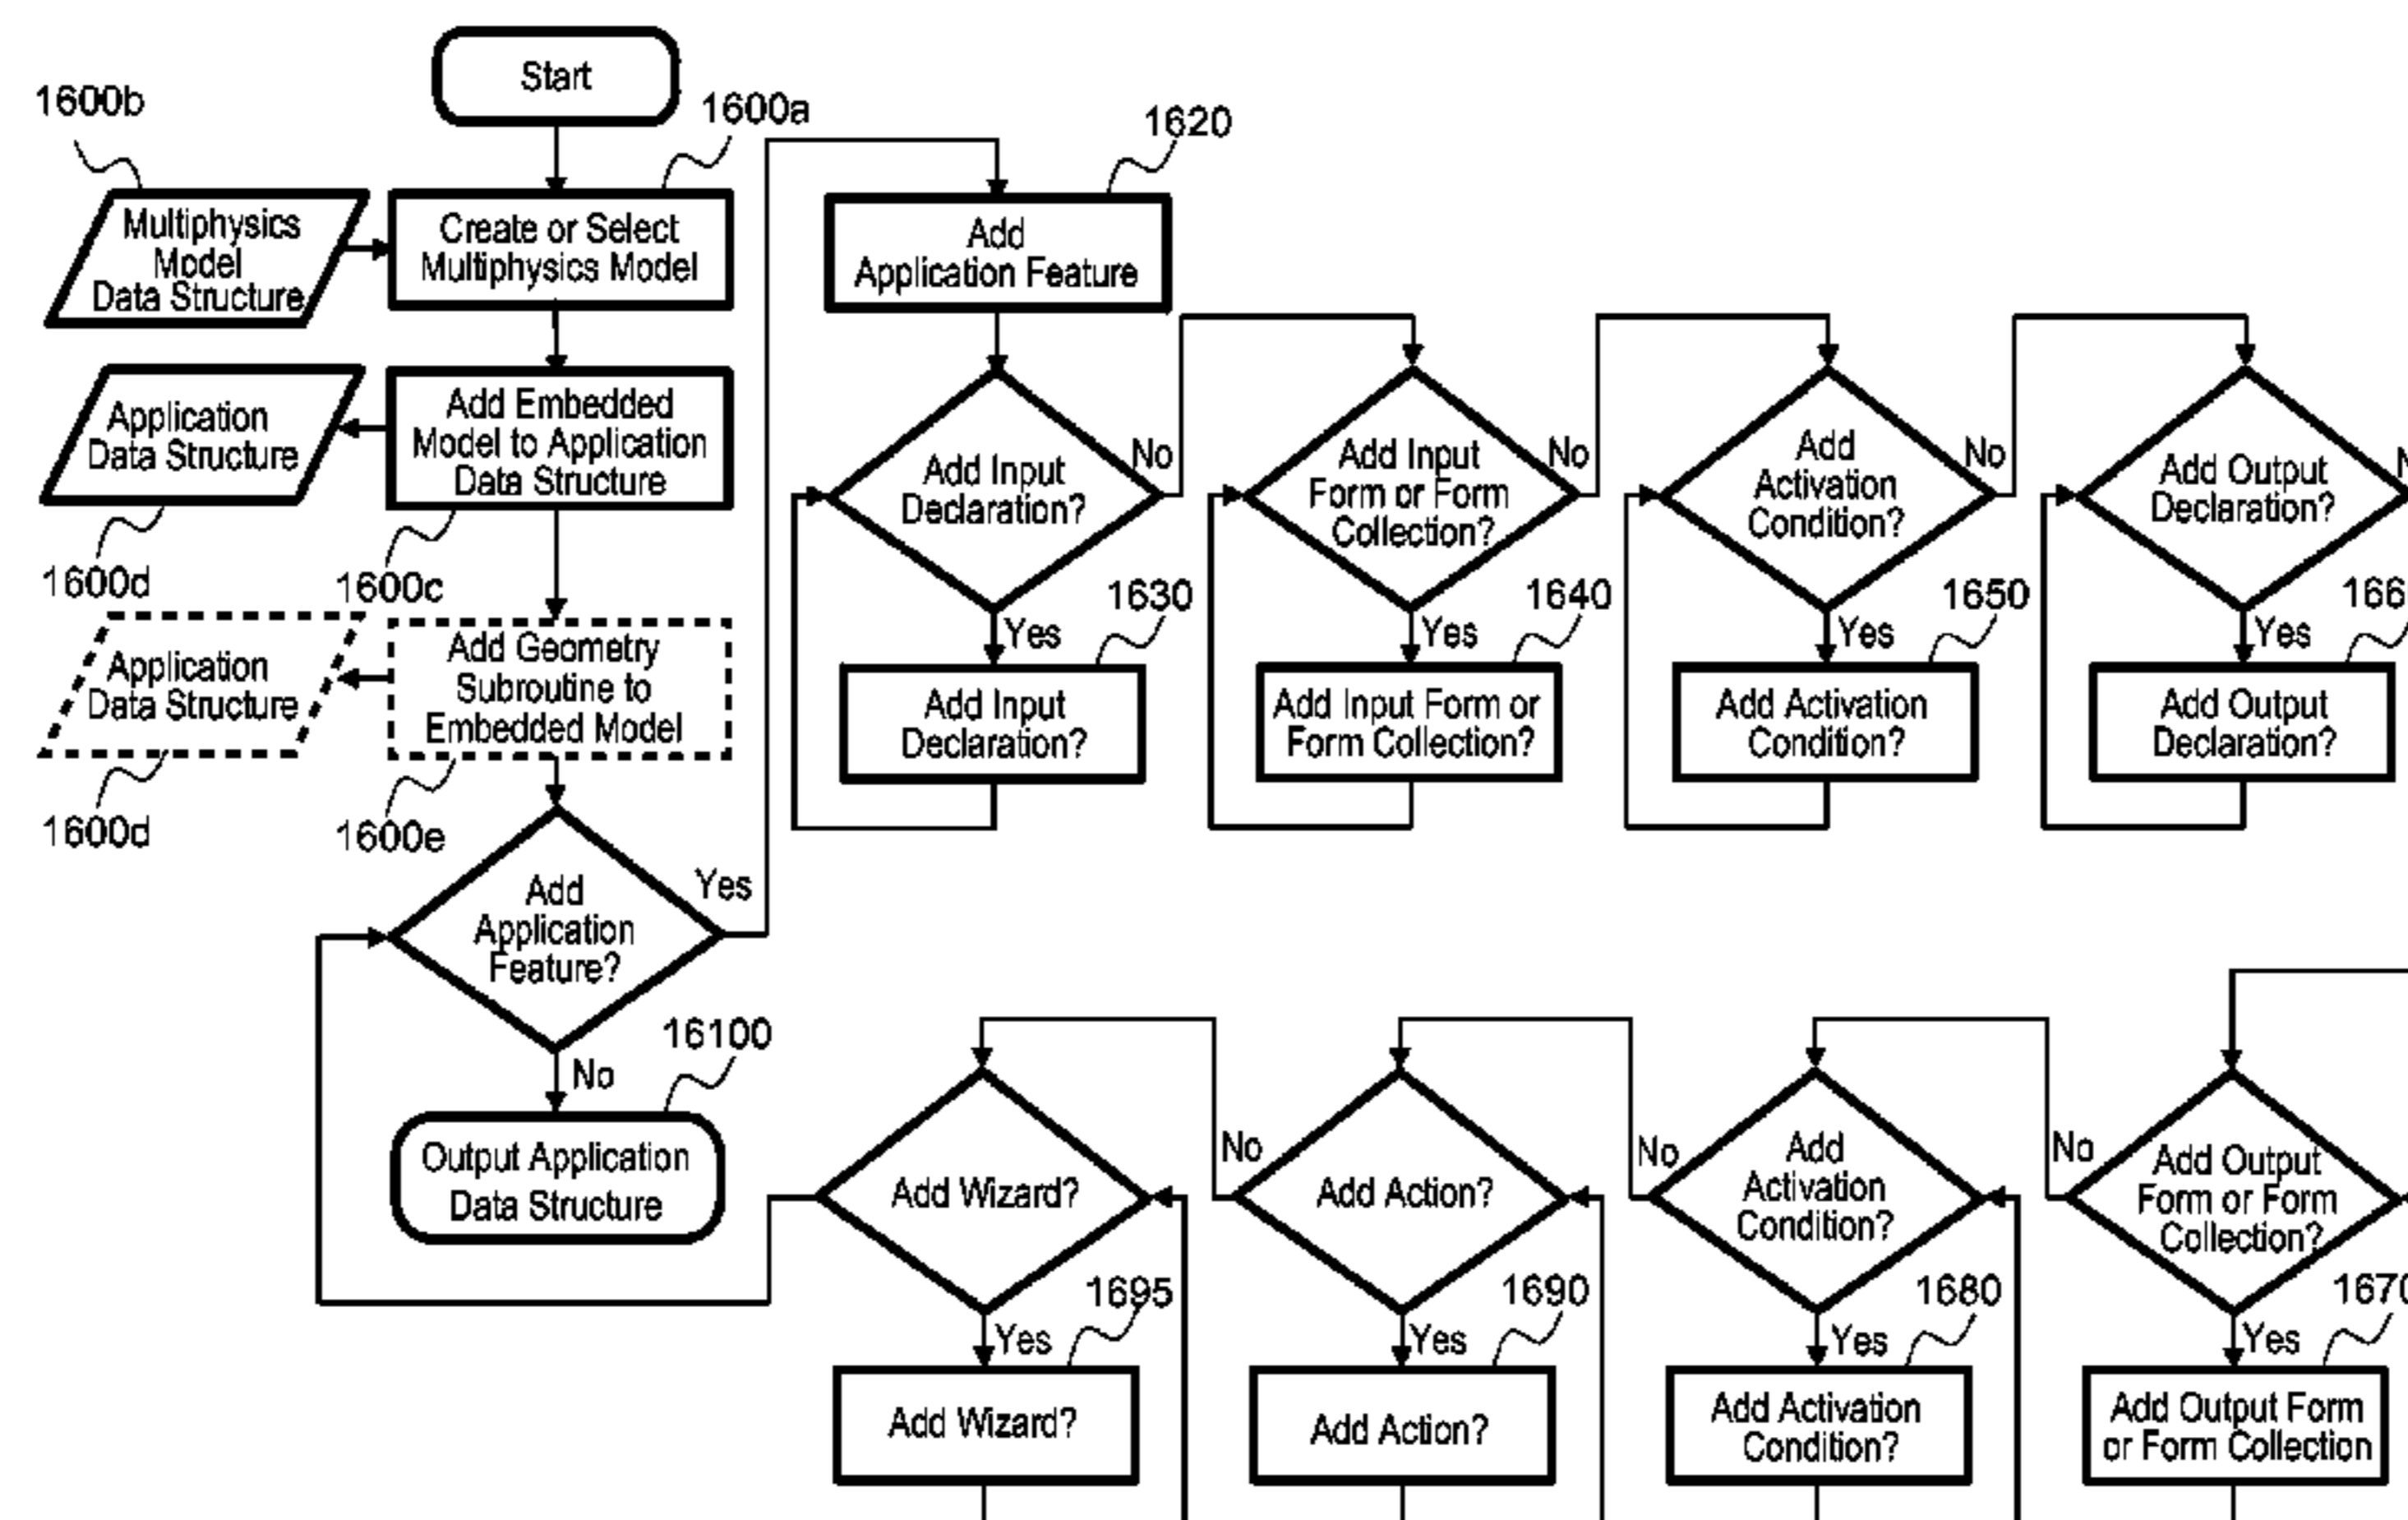 Start
1600b
1600a
1620
Multiphysics
Model
Data Structure
Create or Select
Multiphysics Model
Add
Application Feature
Application
Data Structure
Add Embedded
Model to Application
Data Structure
1600d
1600c
Add Input
Declaration?
No
Add Input
Form or Form
Collection?
No
Add
Activation
Condition?
No
Add Output
Declaration?
Yes
1630
Yes
1640
Yes
1650
Yes
166
Application
Data Structure
Add Geometry
Subroutine to
Embedded Model
Add Input
Declaration?
Add Input Form or
Form Collection?
Add Activation
Condition?
Add Output
Declaration?
1600d
1600e
Add
Application
Feature?
Yes
No
16100
Output Application
Data Structure
Add Wizard?
No
Add Action?
No
Add
Activation
Condition?
No
Add Output
Form or Form
Collection?
Yes
1695
Yes
1690
Yes
1680
Yes
1670
Add Wizard?
Add Action?
Add Activation
Condition?
Add Output Form
or Form Collection